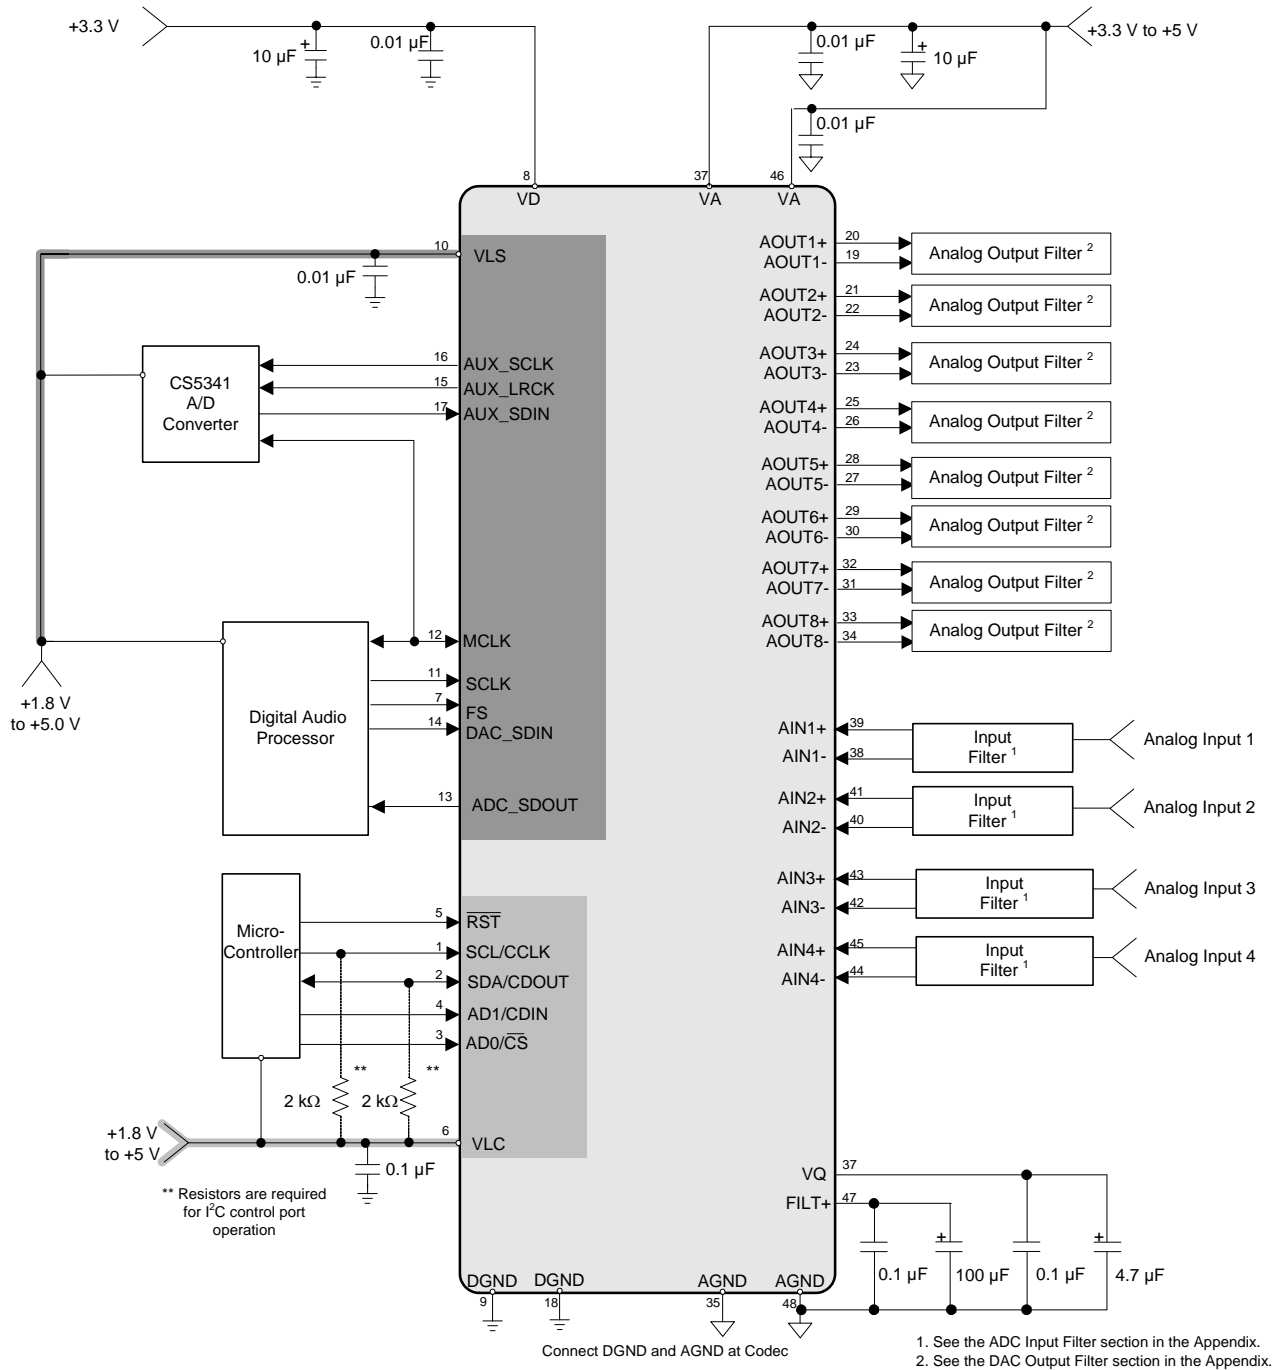 +3.3 V
10 µF
+
0.01 µF
0.01 µF
+
10 µF
+3.3 V to +5 V
0.01 µF
8
VD
37
VA
46
VA
10
VLS
0.01 µF
CS5341
A/D
Converter
16
AUX_SCLK
15
AUX_LRCK
17
AUX_SDIN
+1.8 V
to +5.0 V
Digital Audio
Processor
12
MCLK
11
SCLK
7
FS
14
DAC_SDIN
13
ADC_SDOUT
Micro-
Controller
5
RST
1
SCL/CCLK
2
SDA/CDOUT
4
AD1/CDIN
3
AD0/CS
**
**
2 kΩ
2 kΩ
+1.8 V
to +5 V
6
VLC
0.1 µF
** Resistors are required
for I2C control port
operation
AOUT1+
20
AOUT1-
19
Analog Output Filter 2
AOUT2+
21
AOUT2-
22
Analog Output Filter 2
AOUT3+
24
AOUT3-
23
Analog Output Filter 2
AOUT4+
25
AOUT4-
26
Analog Output Filter 2
AOUT5+
28
AOUT5-
27
Analog Output Filter 2
AOUT6+
29
AOUT6-
30
Analog Output Filter 2
AOUT7+
32
AOUT7-
31
Analog Output Filter 2
AOUT8+
33
AOUT8-
34
Analog Output Filter 2
AIN1+
39
AIN1-
38
Input
Filter 1
Analog Input 1
AIN2+
41
AIN2-
40
Input
Filter 1
Analog Input 2
AIN3+
43
AIN3-
42
Input
Filter 1
Analog Input 3
AIN4+
45
AIN4-
44
Input
Filter 1
Analog Input 4
VQ
37
FILT+
47
0.1 µF
+
100 µF
0.1 µF
+
4.7 µF
DGND
9
DGND
18
AGND
35
AGND
48
Connect DGND and AGND at Codec
1. See the ADC Input Filter section in the Appendix.
2. See the DAC Output Filter section in the Appendix.